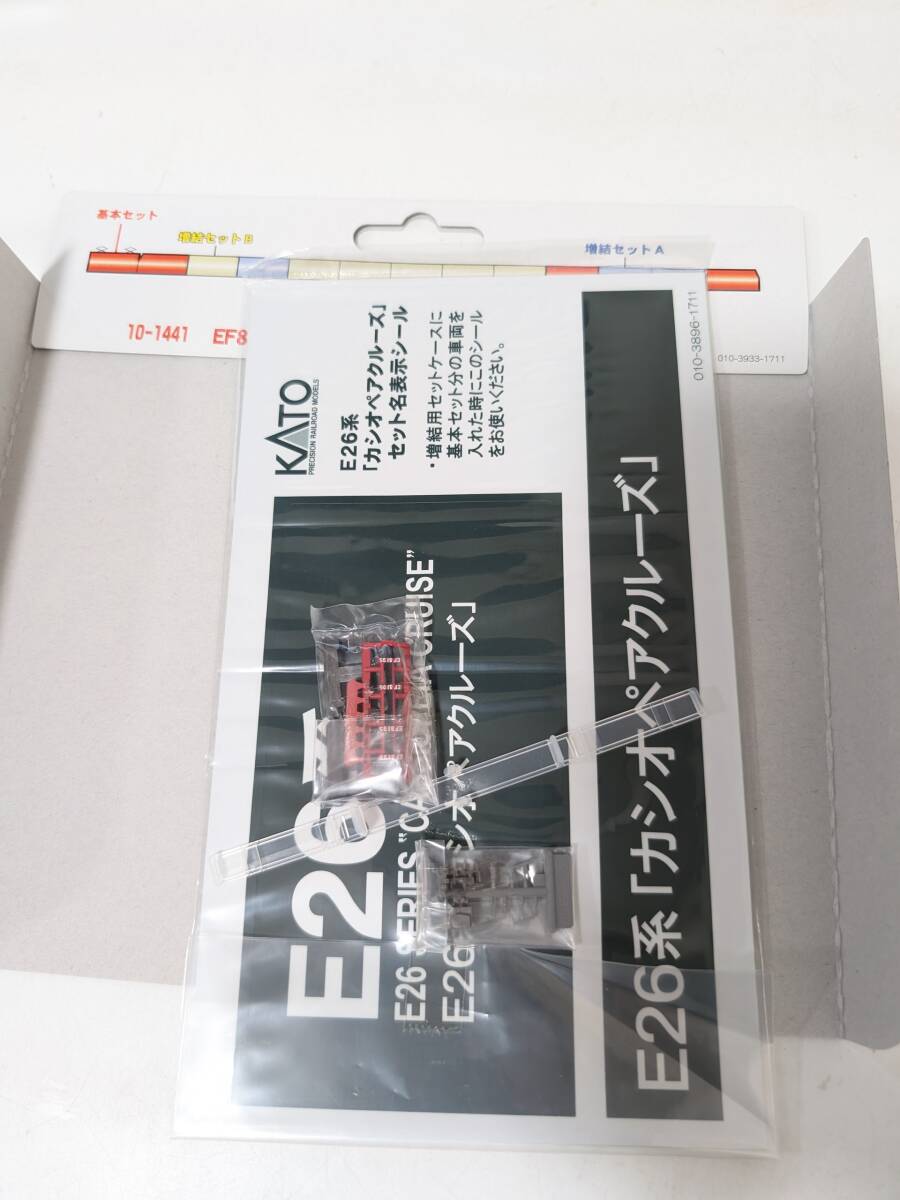 基本セット
増結セットB
増結セットA
10-1441 EF8
010-3933-1711
010-3896-1711
KATO
PRECISION RAILROAD MODELS
E26系
「カシオペアクルーズ」
セット名表示シール
・増結用セットケースに
基本セット分の車両を
入れた時にこのシール
をお使いください。
E26
E26 SERIES "CA CRUISE"
E26 シオペアクルーズ」
E26系「カシオペアクルーズ」
EF8195
EF8195